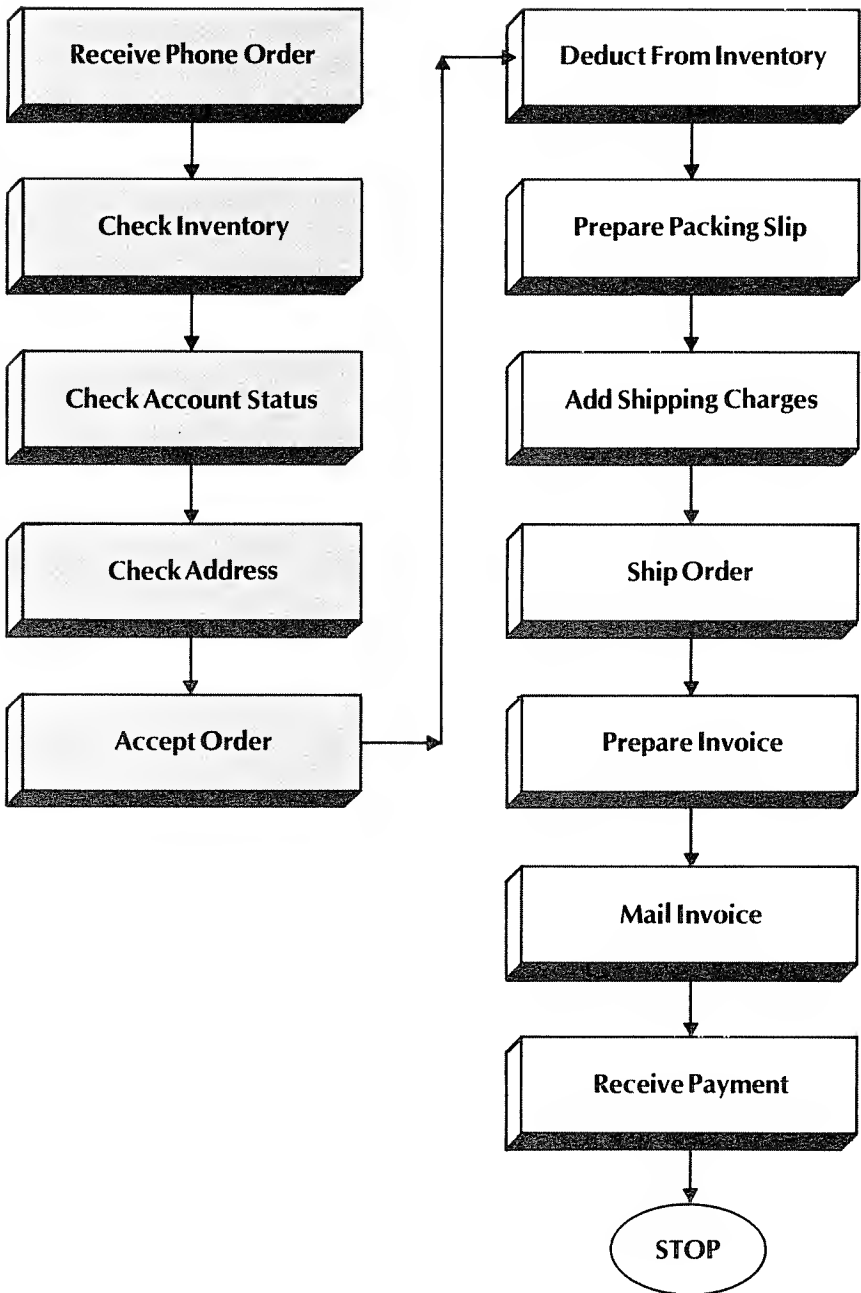 Receive Phone Order
Check Inventory
Check Account Status
Check Address
Accept Order
Deduct From Inventory
Prepare Packing Slip
Add Shipping Charges
Ship Order
Prepare Invoice
Mail Invoice
Receive Payment
STOP